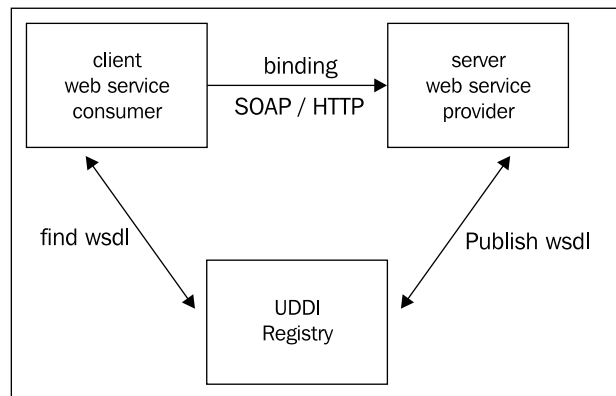 client
web service
consumer
binding
SOAP / HTTP
server
web service
provider
find wsdl
Publish wsdl
UDDI
Registry